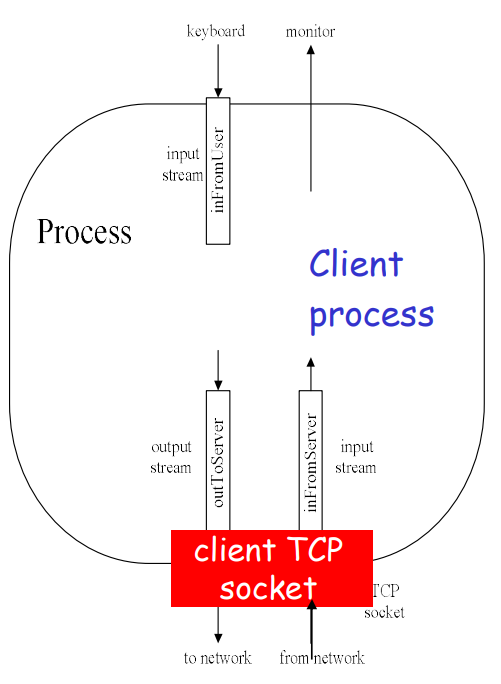 keyboard
monitor
input
stream
inFromUser
Process
Client
process
output
stream
outToServer
inFromServer
input
stream
client TCP
socket
TCP
socket
to network
from network